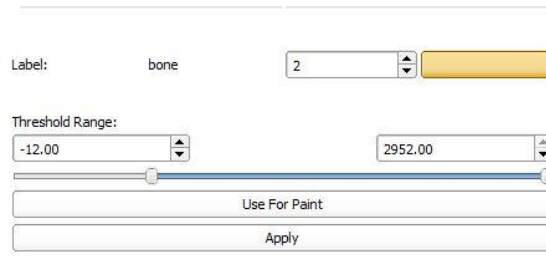 Label: bone 2
Threshold Range:
-12.00 2952.00
Use For Paint
Apply